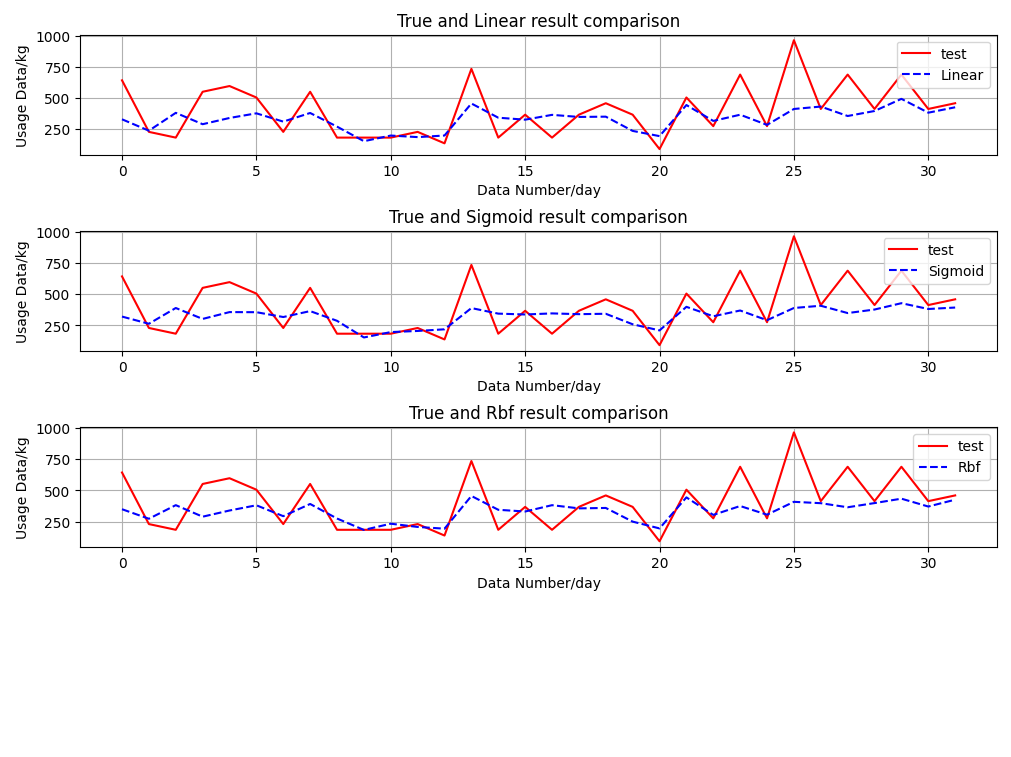 True and Linear result comparison
Usage Data/kg
1000
750
500
250
test
Linear
0 5 10 15 20 25 30
Data Number/day
True and Sigmoid result comparison
Usage Data/kg
1000
750
500
250
test
Sigmoid
0 5 10 15 20 25 30
Data Number/day
True and Rbf result comparison
Usage Data/kg
1000
750
500
250
test
Rbf
0 5 10 15 20 25 30
Data Number/day